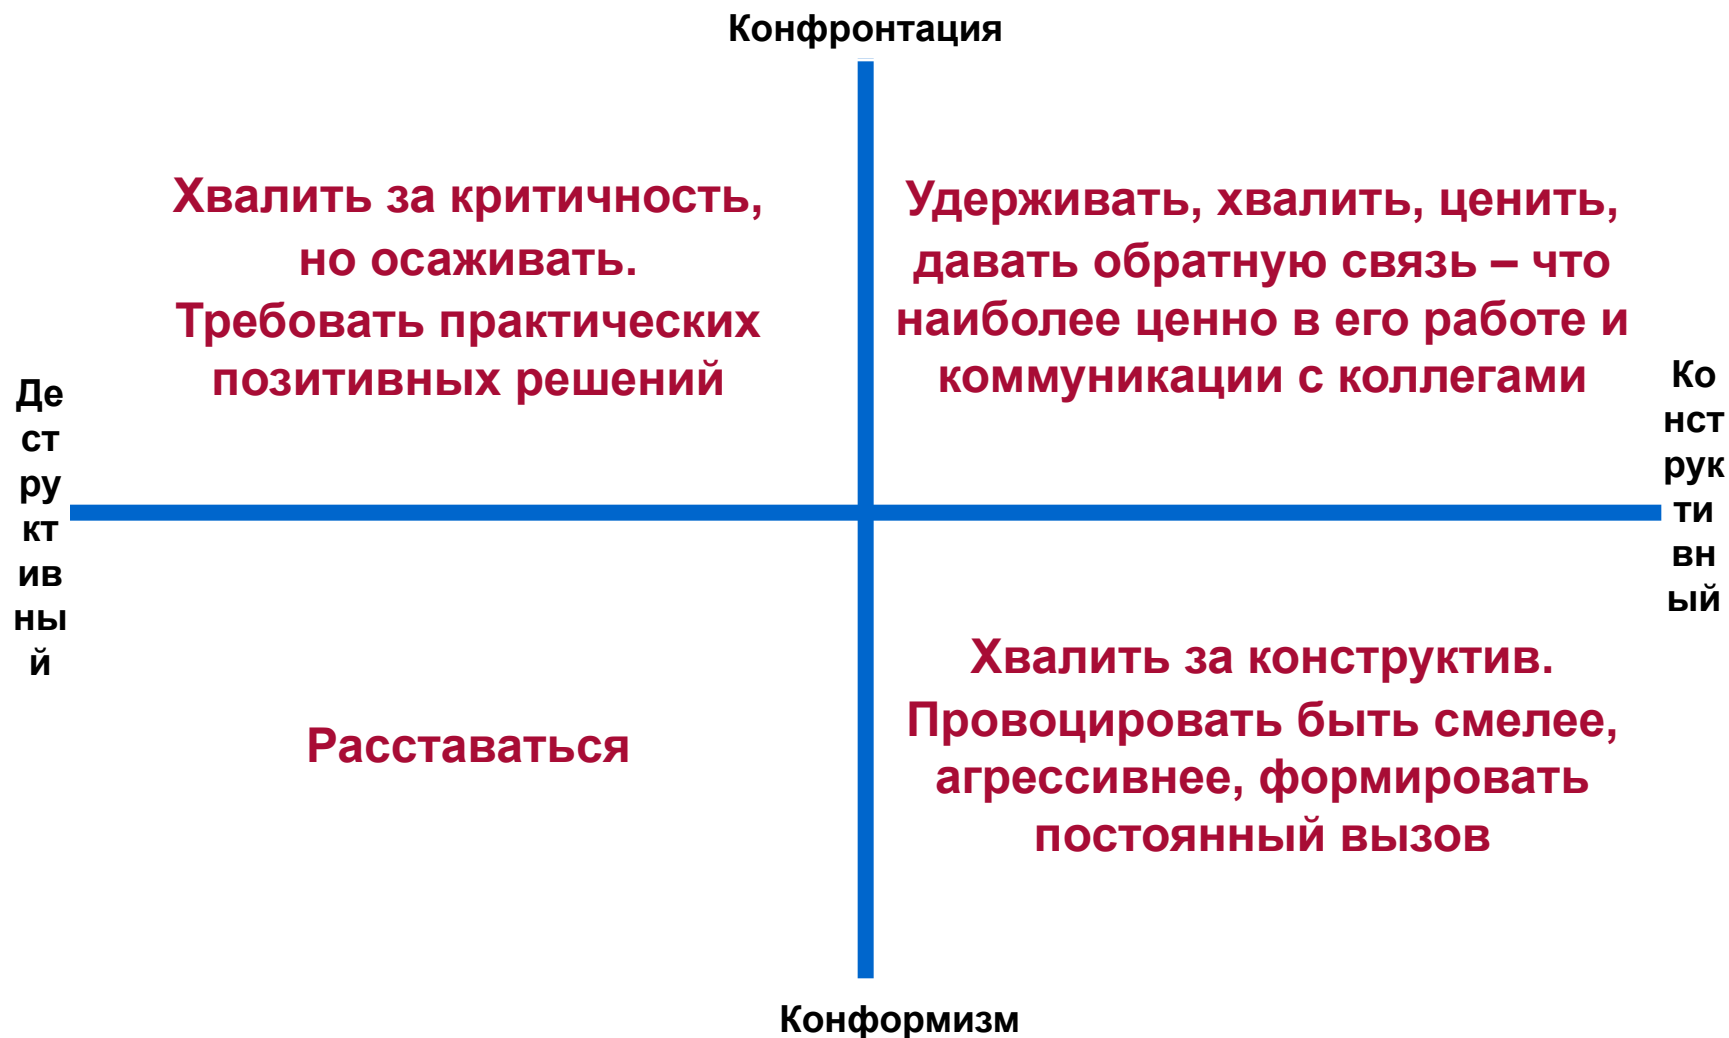 Конфронтация
Хвалить за критичность,
но осаживать.
Требовать практических
позитивных решений
Удерживать, хвалить, ценить,
давать обратную связь – что
наиболее ценно в его работе и
коммуникации с коллегами
Де
ст
ру
кт
ив
ны
й
Ко
нст
рук
ти
вн
ый
Расставаться
Хвалить за конструктив.
Провоцировать быть смелее,
агрессивнее, формировать
постоянный вызов
Конформизм